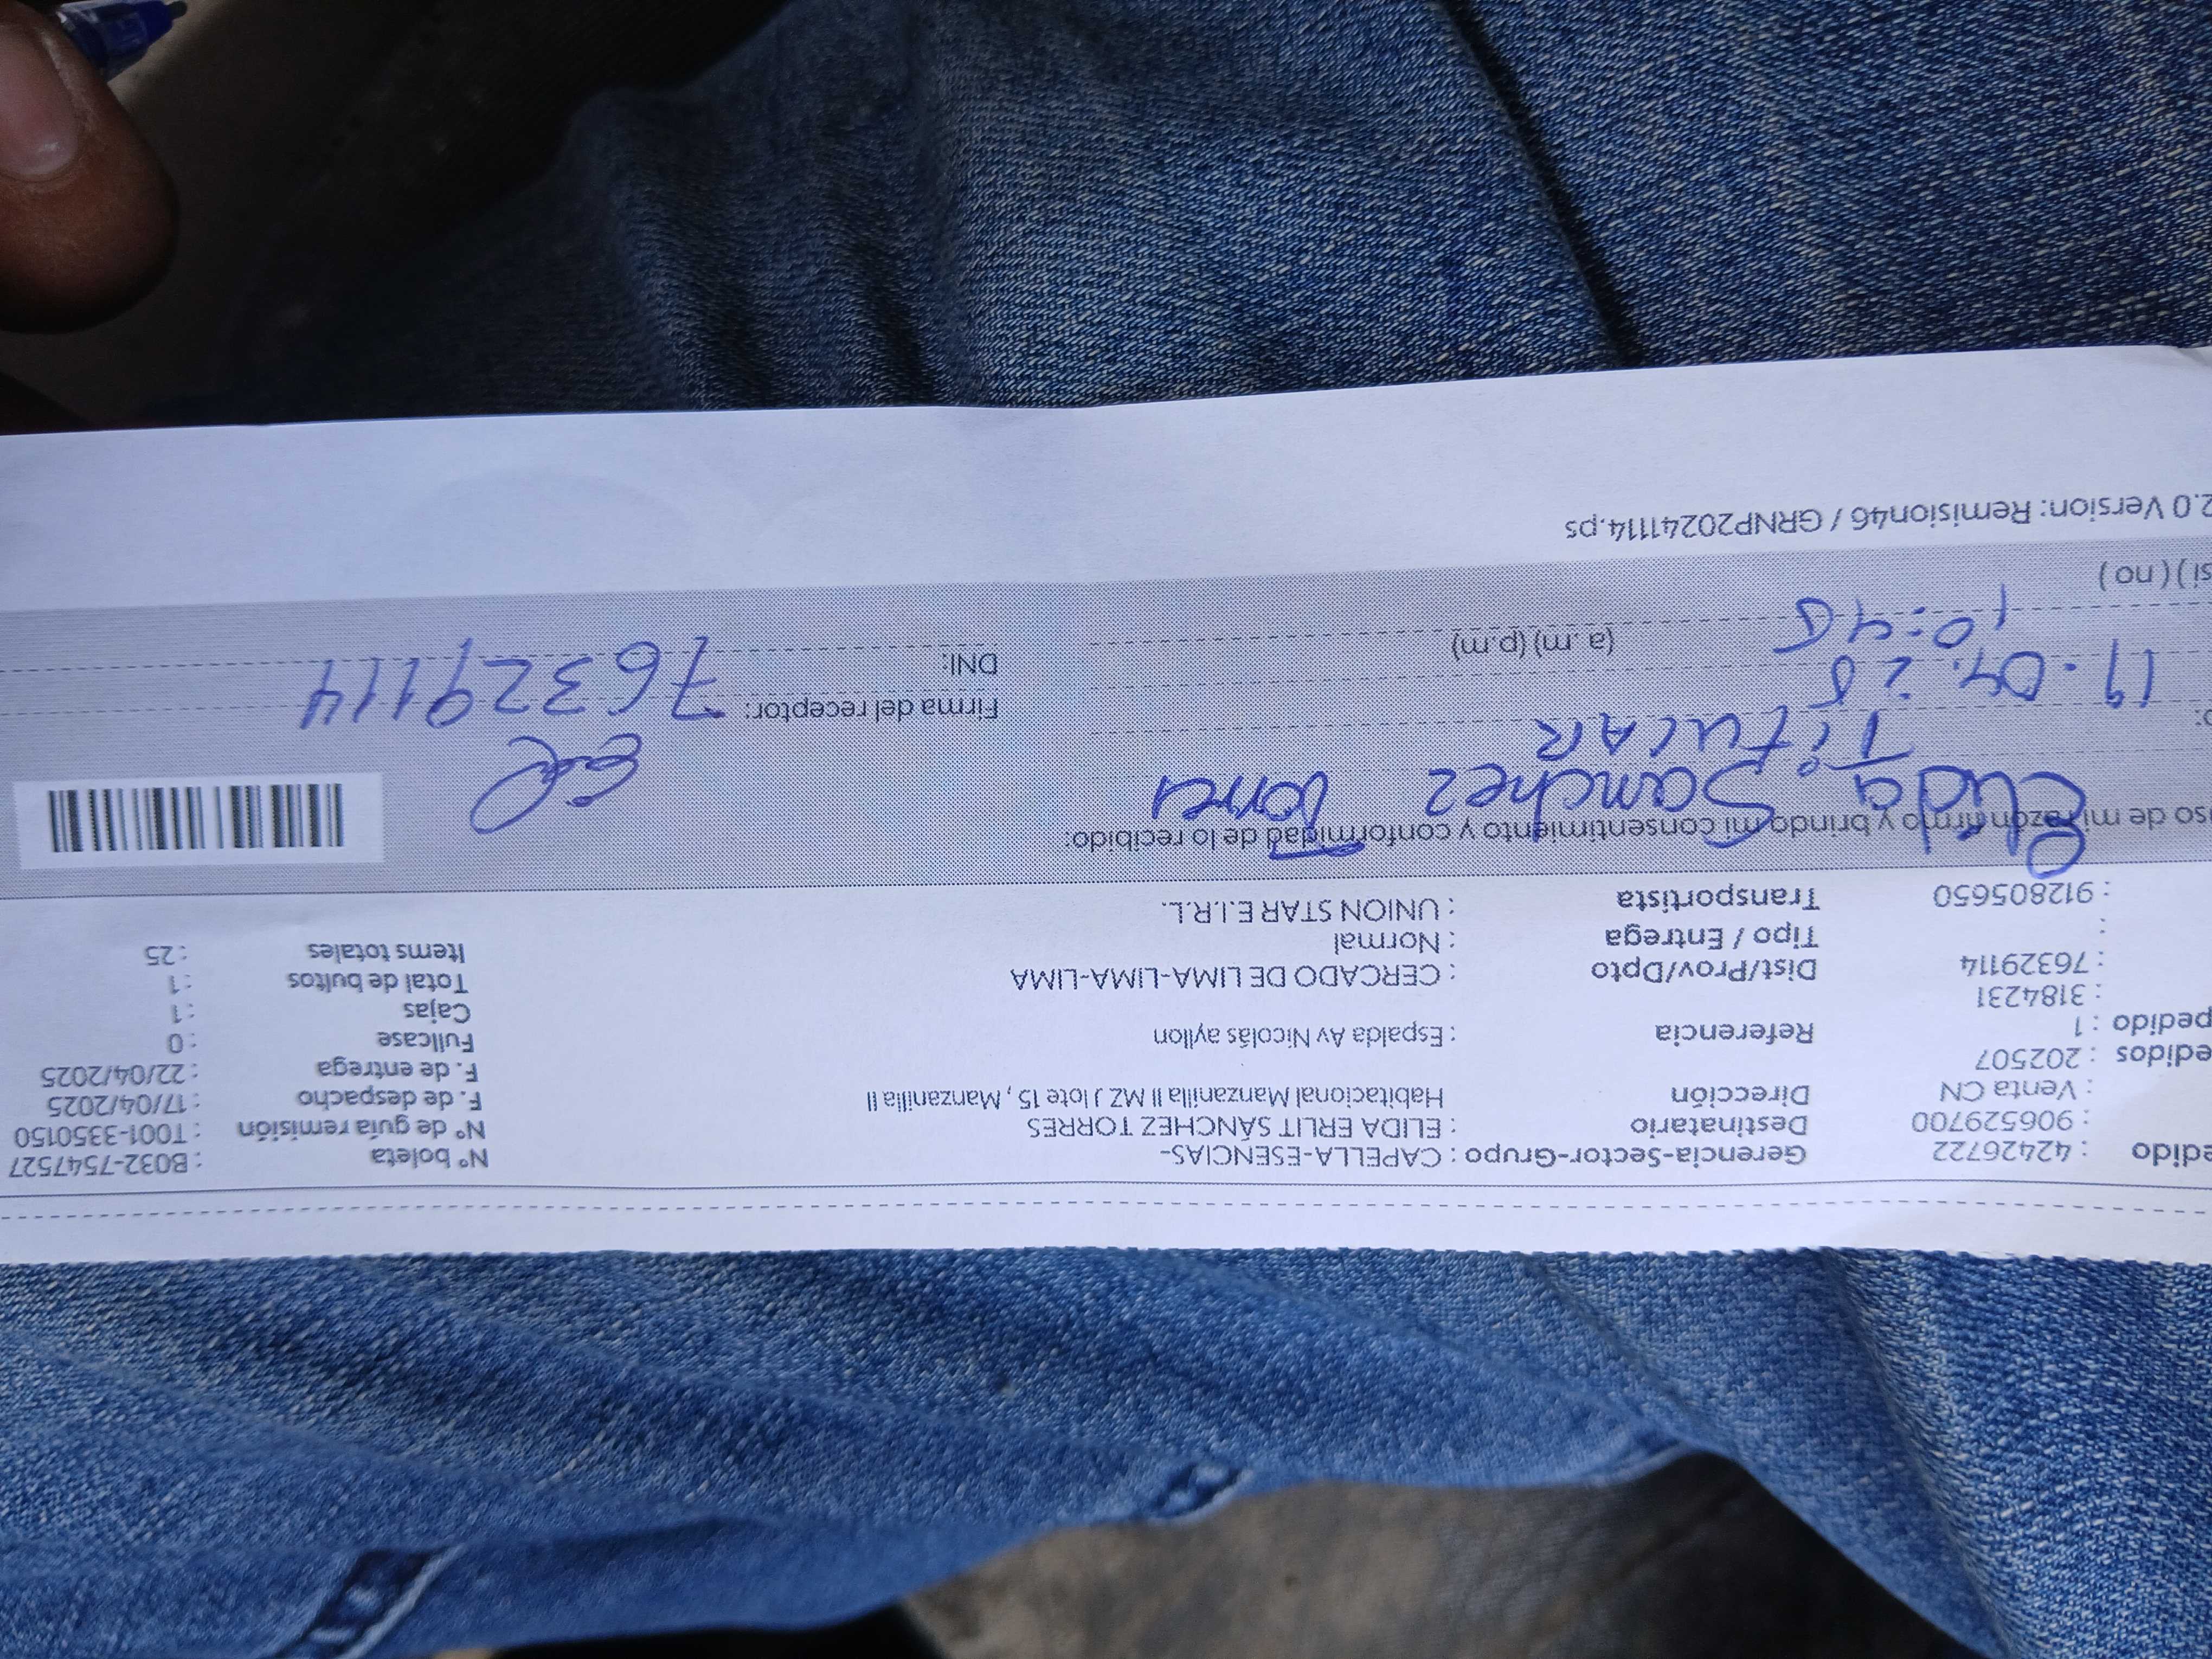 edido : 42426722 Gerencia-Sector-Grupo : CAPELLA-ESENCIAS- N° boleta : B032-7547527
: 906529700 Destinatario : ELIDA ERLIT SÁNCHEZ TORRES N° de guía remisión : T001-3350150
: Venta CN Dirección Habitacional Manzanilla II MZ J lote 15 , Manzanilla II F. de despacho : 17/04/2025
edidos : 202507 F. de entrega : 22/04/2025
pedido : 1 Referencia : Espalda Av Nicolás ayllon Fullcase : 0
: 3184231 Cajas : 1
: 76329114 Dist/Prov/Dpto : CERCADO DE LIMA-LIMA-LIMA Total de bultos : 1
: Tipo / Entrega : Normal Items totales : 25
: 912805650 Transportista : UNION STAR E.I.R.L.
so de mi razón firmo y brindo mi consentimiento y conformidad de lo recibido:
Elida Sanchez Torres
TitulAR
Firma del receptor:
19-04-25
DNI: 76329114
10:45 (a. m) (p.m)
si ) ( no )
2.0 Version: Remision46 / GRNP20241114.ps